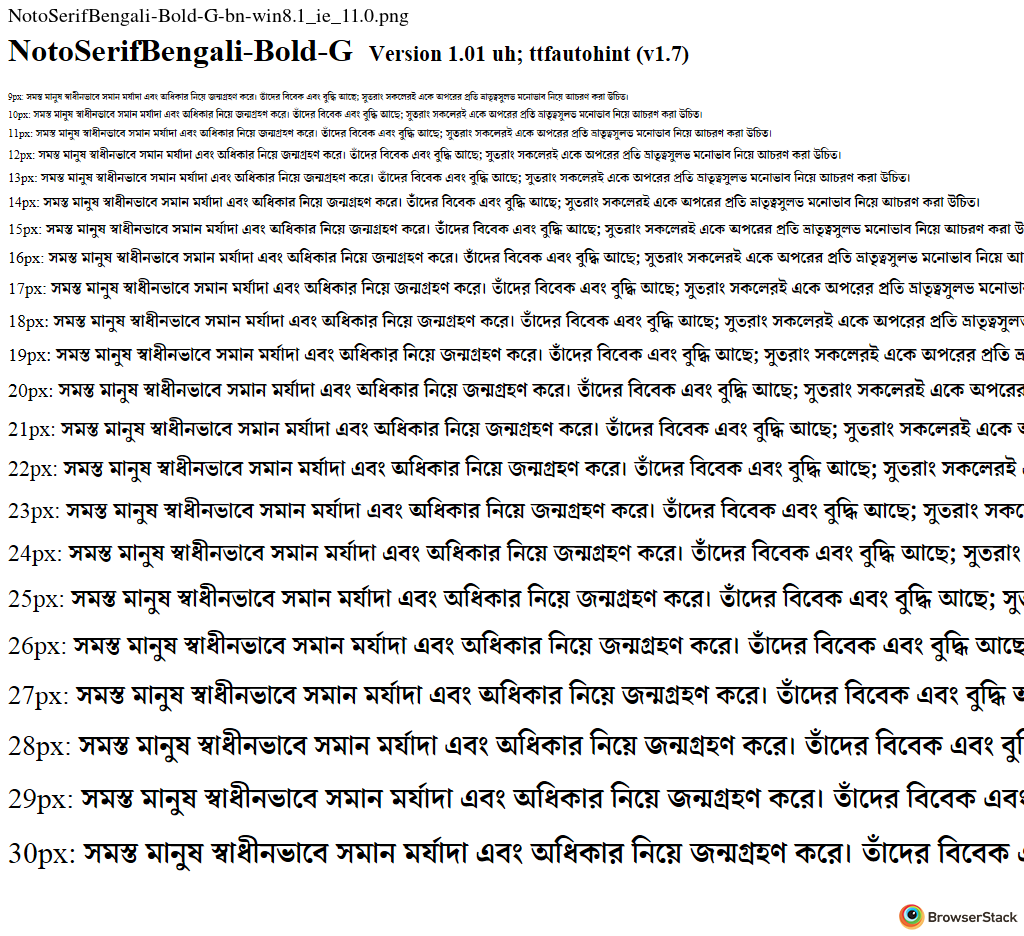 NotoSerifBengali-Bold-G-bn-win8.1_ie_11.0.png
NotoSerifBengali-Bold-G Version 1.01 uh; ttfautohint (v1.7)
9px: সমস্ত মানুষ স্বাধীনভাবে সমান মর্যাদা এবং অধিকার নিয়ে জন্মগ্রহণ করে। তাঁদের বিবেক এবং বুদ্ধি আছে; সুতরাং সকলেরই একে অপরের প্রতি ভ্রাতৃত্বসুলভ মনোভাব নিয়ে আচরণ করা উচিত।
10px: সমস্ত মানুষ স্বাধীনভাবে সমান মর্যাদা এবং অধিকার নিয়ে জন্মগ্রহণ করে। তাঁদের বিবেক এবং বুদ্ধি আছে; সুতরাং সকলেরই একে অপরের প্রতি ভ্রাতৃত্বসুলভ মনোভাব নিয়ে আচরণ করা উচিত।
11px: সমস্ত মানুষ স্বাধীনভাবে সমান মর্যাদা এবং অধিকার নিয়ে জন্মগ্রহণ করে। তাঁদের বিবেক এবং বুদ্ধি আছে; সুতরাং সকলেরই একে অপরের প্রতি ভ্রাতৃত্বসুলভ মনোভাব নিয়ে আচরণ করা উচিত।
12px: সমস্ত মানুষ স্বাধীনভাবে সমান মর্যাদা এবং অধিকার নিয়ে জন্মগ্রহণ করে। তাঁদের বিবেক এবং বুদ্ধি আছে; সুতরাং সকলেরই একে অপরের প্রতি ভ্রাতৃত্বসুলভ মনোভাব নিয়ে আচরণ করা উচিত।
13px: সমস্ত মানুষ স্বাধীনভাবে সমান মর্যাদা এবং অধিকার নিয়ে জন্মগ্রহণ করে। তাঁদের বিবেক এবং বুদ্ধি আছে; সুতরাং সকলেরই একে অপরের প্রতি ভ্রাতৃত্বসুলভ মনোভাব নিয়ে আচরণ করা উচিত।
14px: সমস্ত মানুষ স্বাধীনভাবে সমান মর্যাদা এবং অধিকার নিয়ে জন্মগ্রহণ করে। তাঁদের বিবেক এবং বুদ্ধি আছে; সুতরাং সকলেরই একে অপরের প্রতি ভ্রাতৃত্বসুলভ মনোভাব নিয়ে আচরণ করা উচিত।
15px: সমস্ত মানুষ স্বাধীনভাবে সমান মর্যাদা এবং অধিকার নিয়ে জন্মগ্রহণ করে। তাঁদের বিবেক এবং বুদ্ধি আছে; সুতরাং সকলেরই একে অপরের প্রতি ভ্রাতৃত্বসুলভ মনোভাব নিয়ে আচরণ করা উ
16px: সমস্ত মানুষ স্বাধীনভাবে সমান মর্যাদা এবং অধিকার নিয়ে জন্মগ্রহণ করে। তাঁদের বিবেক এবং বুদ্ধি আছে; সুতরাং সকলেরই একে অপরের প্রতি ভ্রাতৃত্বসুলভ মনোভাব নিয়ে আ
17px: সমস্ত মানুষ স্বাধীনভাবে সমান মর্যাদা এবং অধিকার নিয়ে জন্মগ্রহণ করে। তাঁদের বিবেক এবং বুদ্ধি আছে; সুতরাং সকলেরই একে অপরের প্রতি ভ্রাতৃত্বসুলভ মনোভা
18px: সমস্ত মানুষ স্বাধীনভাবে সমান মর্যাদা এবং অধিকার নিয়ে জন্মগ্রহণ করে। তাঁদের বিবেক এবং বুদ্ধি আছে; সুতরাং সকলেরই একে অপরের প্রতি ভ্রাতৃত্বসুল
19px: সমস্ত মানুষ স্বাধীনভাবে সমান মর্যাদা এবং অধিকার নিয়ে জন্মগ্রহণ করে। তাঁদের বিবেক এবং বুদ্ধি আছে; সুতরাং সকলেরই একে অপরের প্রতি
20px: সমস্ত মানুষ স্বাধীনভাবে সমান মর্যাদা এবং অধিকার নিয়ে জন্মগ্রহণ করে। তাঁদের বিবেক এবং বুদ্ধি আছে; সুতরাং সকলেরই একে অপরের
21px: সমস্ত মানুষ স্বাধীনভাবে সমান মর্যাদা এবং অধিকার নিয়ে জন্মগ্রহণ করে। তাঁদের বিবেক এবং বুদ্ধি আছে; সুতরাং সকলেরই একে
22px: সমস্ত মানুষ স্বাধীনভাবে সমান মর্যাদা এবং অধিকার নিয়ে জন্মগ্রহণ করে। তাঁদের বিবেক এবং বুদ্ধি আছে; সুতরাং সকলেরই
23px: সমস্ত মানুষ স্বাধীনভাবে সমান মর্যাদা এবং অধিকার নিয়ে জন্মগ্রহণ করে। তাঁদের বিবেক এবং বুদ্ধি আছে; সুতরাং সকলে
24px: সমস্ত মানুষ স্বাধীনভাবে সমান মর্যাদা এবং অধিকার নিয়ে জন্মগ্রহণ করে। তাঁদের বিবেক এবং বুদ্ধি আছে; সুতরাং
25px: সমস্ত মানুষ স্বাধীনভাবে সমান মর্যাদা এবং অধিকার নিয়ে জন্মগ্রহণ করে। তাঁদের বিবেক এবং বুদ্ধি আছে; সুত
26px: সমস্ত মানুষ স্বাধীনভাবে সমান মর্যাদা এবং অধিকার নিয়ে জন্মগ্রহণ করে। তাঁদের বিবেক এবং বুদ্ধি আছে
27px: সমস্ত মানুষ স্বাধীনভাবে সমান মর্যাদা এবং অধিকার নিয়ে জন্মগ্রহণ করে। তাঁদের বিবেক এবং বুদ্ধি
28px: সমস্ত মানুষ স্বাধীনভাবে সমান মর্যাদা এবং অধিকার নিয়ে জন্মগ্রহণ করে। তাঁদের বিবেক এবং বু
29px: সমস্ত মানুষ স্বাধীনভাবে সমান মর্যাদা এবং অধিকার নিয়ে জন্মগ্রহণ করে। তাঁদের বিবেক এবং
30px: সমস্ত মানুষ স্বাধীনভাবে সমান মর্যাদা এবং অধিকার নিয়ে জন্মগ্রহণ করে। তাঁদের বিবেক
BrowserStack